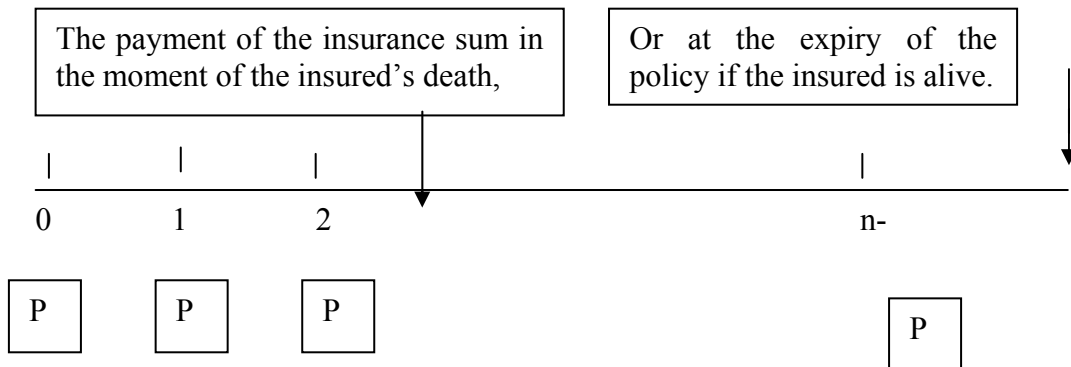 The payment of the insurance sum in
the moment of the insured's death,
Or at the expiry of the
policy if the insured is alive.
0 1 2 n-
P P P P